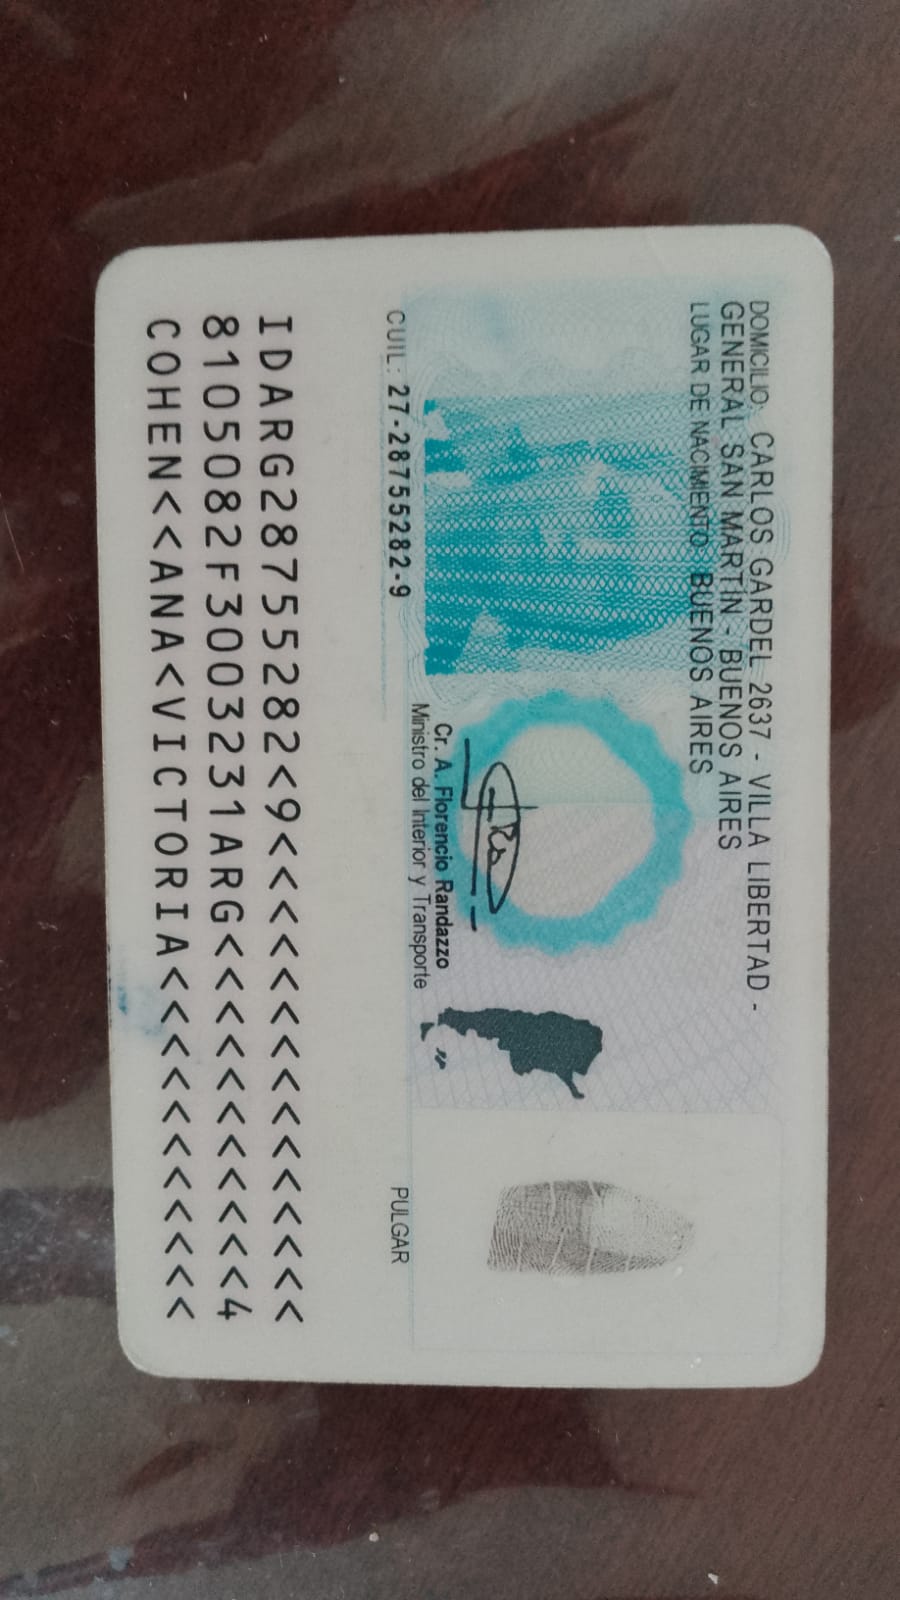 DOMICILIO: CARLOS GARDEL 2637 - VILLA LIBERTAD -
GENERAL SAN MARTÍN - BUENOS AIRES
LUGAR DE NACIMIENTO: BUENOS AIRES
Cr. A. Florencio Randazzo
Ministro del Interior y Transporte
CUIL: 27-28755282-9
PULGAR
IDARG28755282<9<<<<<<<<<<<<<<<
8105082F3003231ARG<<<<<<<<<<<4
COHEN<<ANA<VICTORIA<<<<<<<<<<<